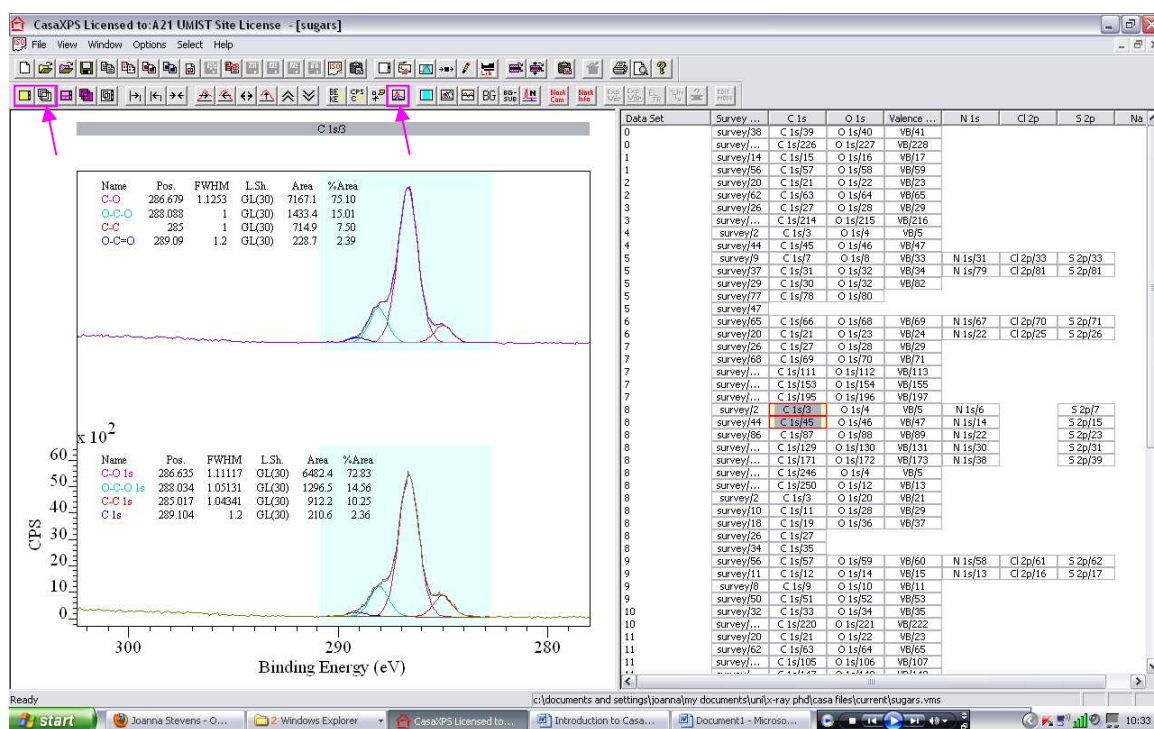 CasaXPS Licensed to:A21 UMIST Site License - [sugars]
File View Window Options Select Help
C 1s/3
Name Pos. FWHM L.Sh. Area %Area
C-O 286.679 1.1253 GL(30) 7167.1 75.10
O-C-O 288.088 1 GL(30) 1433.4 15.01
C-C 285 1 GL(30) 714.9 7.50
O-C=O 289.09 1.2 GL(30) 228.7 2.39
x 10²
Name Pos. FWHM L.Sh. Area %Area
C-O 1s 286.635 1.11117 GL(30) 6482.4 72.83
O-C-O 1s 288.034 1.05131 GL(30) 1296.5 14.56
C-C 1s 285.017 1.04341 GL(30) 912.2 10.25
C 1s 289.104 1.2 GL(30) 210.6 2.36
60
50
40
30
20
10
0
CPS
300 290 280
Binding Energy (eV)
Data Set Survey ... C 1s O 1s Valence ... N 1s Cl 2p S 2p Na
0 survey/38 C 1s/39 O 1s/40 VB/41
0 survey/... C 1s/226 O 1s/227 VB/228
1 survey/14 C 1s/15 O 1s/16 VB/17
1 survey/56 C 1s/57 O 1s/58 VB/59
2 survey/20 C 1s/21 O 1s/22 VB/23
2 survey/62 C 1s/63 O 1s/64 VB/65
3 survey/26 C 1s/27 O 1s/28 VB/29
3 survey/... C 1s/214 O 1s/215 VB/216
4 survey/2 C 1s/3 O 1s/4 VB/5
4 survey/44 C 1s/45 O 1s/46 VB/47
5 survey/9 C 1s/7 O 1s/8 VB/33 N 1s/31 Cl 2p/33 S 2p/33
5 survey/37 C 1s/31 O 1s/32 VB/34 N 1s/79 Cl 2p/81 S 2p/81
5 survey/29 C 1s/30 O 1s/32 VB/82
5 survey/77 C 1s/78 O 1s/80
5 survey/47
6 survey/65 C 1s/66 O 1s/68 VB/69 N 1s/67 Cl 2p/70 S 2p/71
6 survey/20 C 1s/21 O 1s/23 VB/24 N 1s/22 Cl 2p/25 S 2p/26
7 survey/26 C 1s/27 O 1s/28 VB/29
7 survey/68 C 1s/69 O 1s/70 VB/71
7 survey/... C 1s/111 O 1s/112 VB/113
7 survey/... C 1s/153 O 1s/154 VB/155
7 survey/... C 1s/195 O 1s/196 VB/197
8 survey/2 C 1s/3 O 1s/4 VB/5 N 1s/6 S 2p/7
8 survey/44 C 1s/45 O 1s/46 VB/47 N 1s/14 S 2p/15
8 survey/86 C 1s/87 O 1s/88 VB/89 N 1s/22 S 2p/23
8 survey/... C 1s/129 O 1s/130 VB/131 N 1s/30 S 2p/31
8 survey/... C 1s/171 O 1s/172 VB/173 N 1s/38 S 2p/39
8 survey/... C 1s/246 O 1s/4 VB/5
8 survey/... C 1s/250 O 1s/12 VB/13
8 survey/2 C 1s/3 O 1s/20 VB/21
8 survey/10 C 1s/11 O 1s/28 VB/29
8 survey/18 C 1s/19 O 1s/36 VB/37
8 survey/26 C 1s/27
8 survey/34 C 1s/35
9 survey/56 C 1s/57 O 1s/59 VB/60 N 1s/58 Cl 2p/61 S 2p/62
9 survey/11 C 1s/12 O 1s/14 VB/15 N 1s/13 Cl 2p/16 S 2p/17
9 survey/8 C 1s/9 O 1s/10 VB/11
9 survey/50 C 1s/51 O 1s/52 VB/53
10 survey/32 C 1s/33 O 1s/34 VB/35
10 survey/... C 1s/220 O 1s/221 VB/222
11 survey/20 C 1s/21 O 1s/22 VB/23
11 survey/62 C 1s/63 O 1s/64 VB/65
11 survey/... C 1s/105 O 1s/106 VB/107
Ready c:\documents and settings\joanna\my documents\uni\x-ray phd\casa files\current\sugars.vms
start Joanna Stevens - O... 2 Windows Explorer CasaXPS Licensed to... Introduction to Casa... Document1 - Microso... 10:33